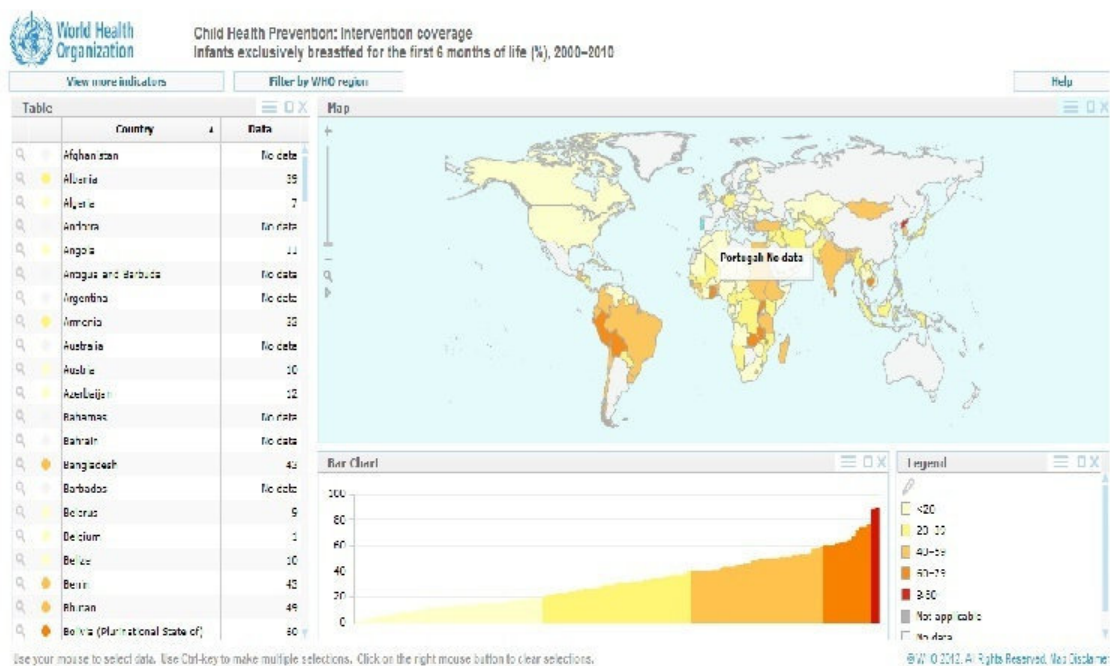 World Health
Organization
Child Health Prevention: Intervention coverage
Infants exclusively breastfed for the first 6 months of life (%), 2000-2010
View more indicators
Filter by WHO region
Help
Table
Map
Country Data
Afghanistan No data
Albania 39
Algeria 7
Andorra No data
Angola 11
Antigua and Barbuda No data
Argentina No data
Armenia
Australia No data
Austria 10
Azerbaijan 12
Bahamas No data
Bahrain No data
Bangladesh 43
Barbados No data
Belarus 9
Belgium 1
Belize 10
Benin 43
Bhutan 49
Bolivia (Plurinational State of) 60
Portugal: No data
Bar Chart
100
80
60
40
20
0
Legend
<20
20-39
40-59
60-79
Not applicable
No data
Use your mouse to select data. Use Ctrl-key to make multiple selections. Click on the right mouse button to clear selections.
© WHO 2012. All Rights Reserved. Map Disclaimer